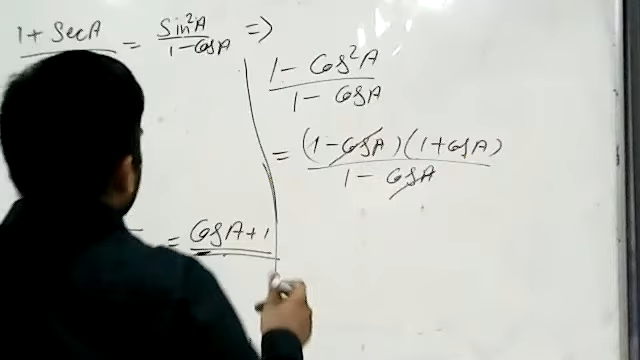 1 + SecA = Sin²A / 1 - CosA ⇒
1 - Cos²A / 1 - CosA
= (1 - CosA)(1 + CosA) / 1 - CosA
= CosA + 1